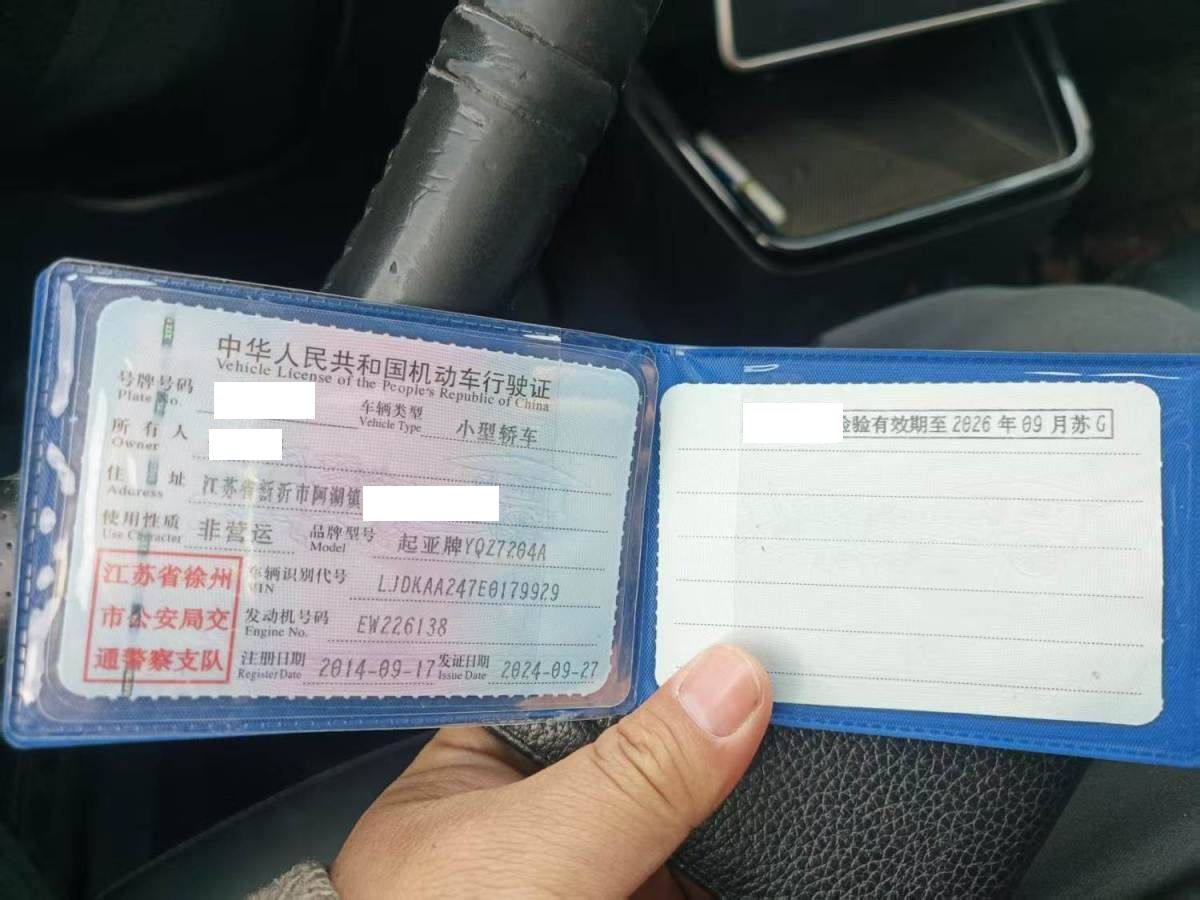 中华人民共和国机动车行驶证
Vehicle License of the People's Republic of China
号牌号码
Plate No.
车辆类型
Vehicle Type
小型轿车
所有人
Owner
住址
Address
江苏省新沂市阿湖镇
使用性质
Use Character
非营运
品牌型号
Model
起亚牌YQZ7204A
江苏省徐州
市公安局交
通警察支队
车辆识别代号
VIN
LJDKAA247E0179929
发动机号码
Engine No.
EW226138
注册日期
Register Date
2014-09-17
发证日期
Issue Date
2024-09-27
检验有效期至2026年09月苏G